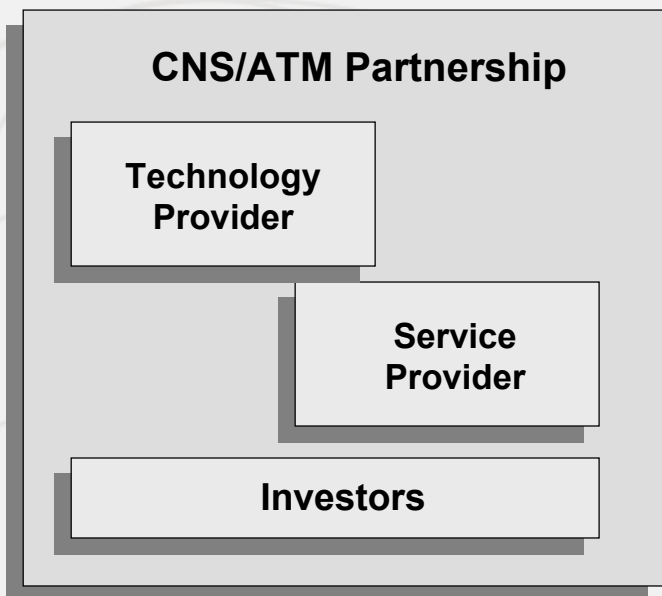 CNS/ATM Partnership
Technology
Provider
Service
Provider
Investors